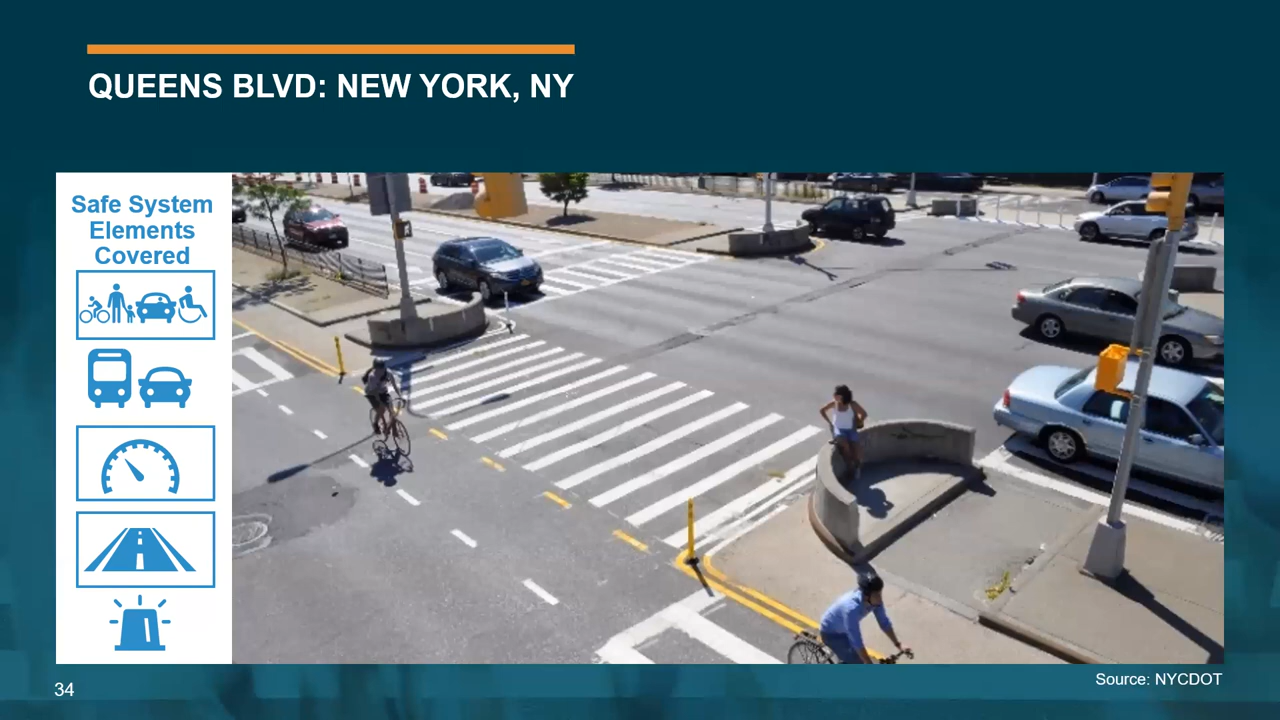 QUEENS BLVD: NEW YORK, NY
Safe System
Elements
Covered
34
Source: NYCDOT